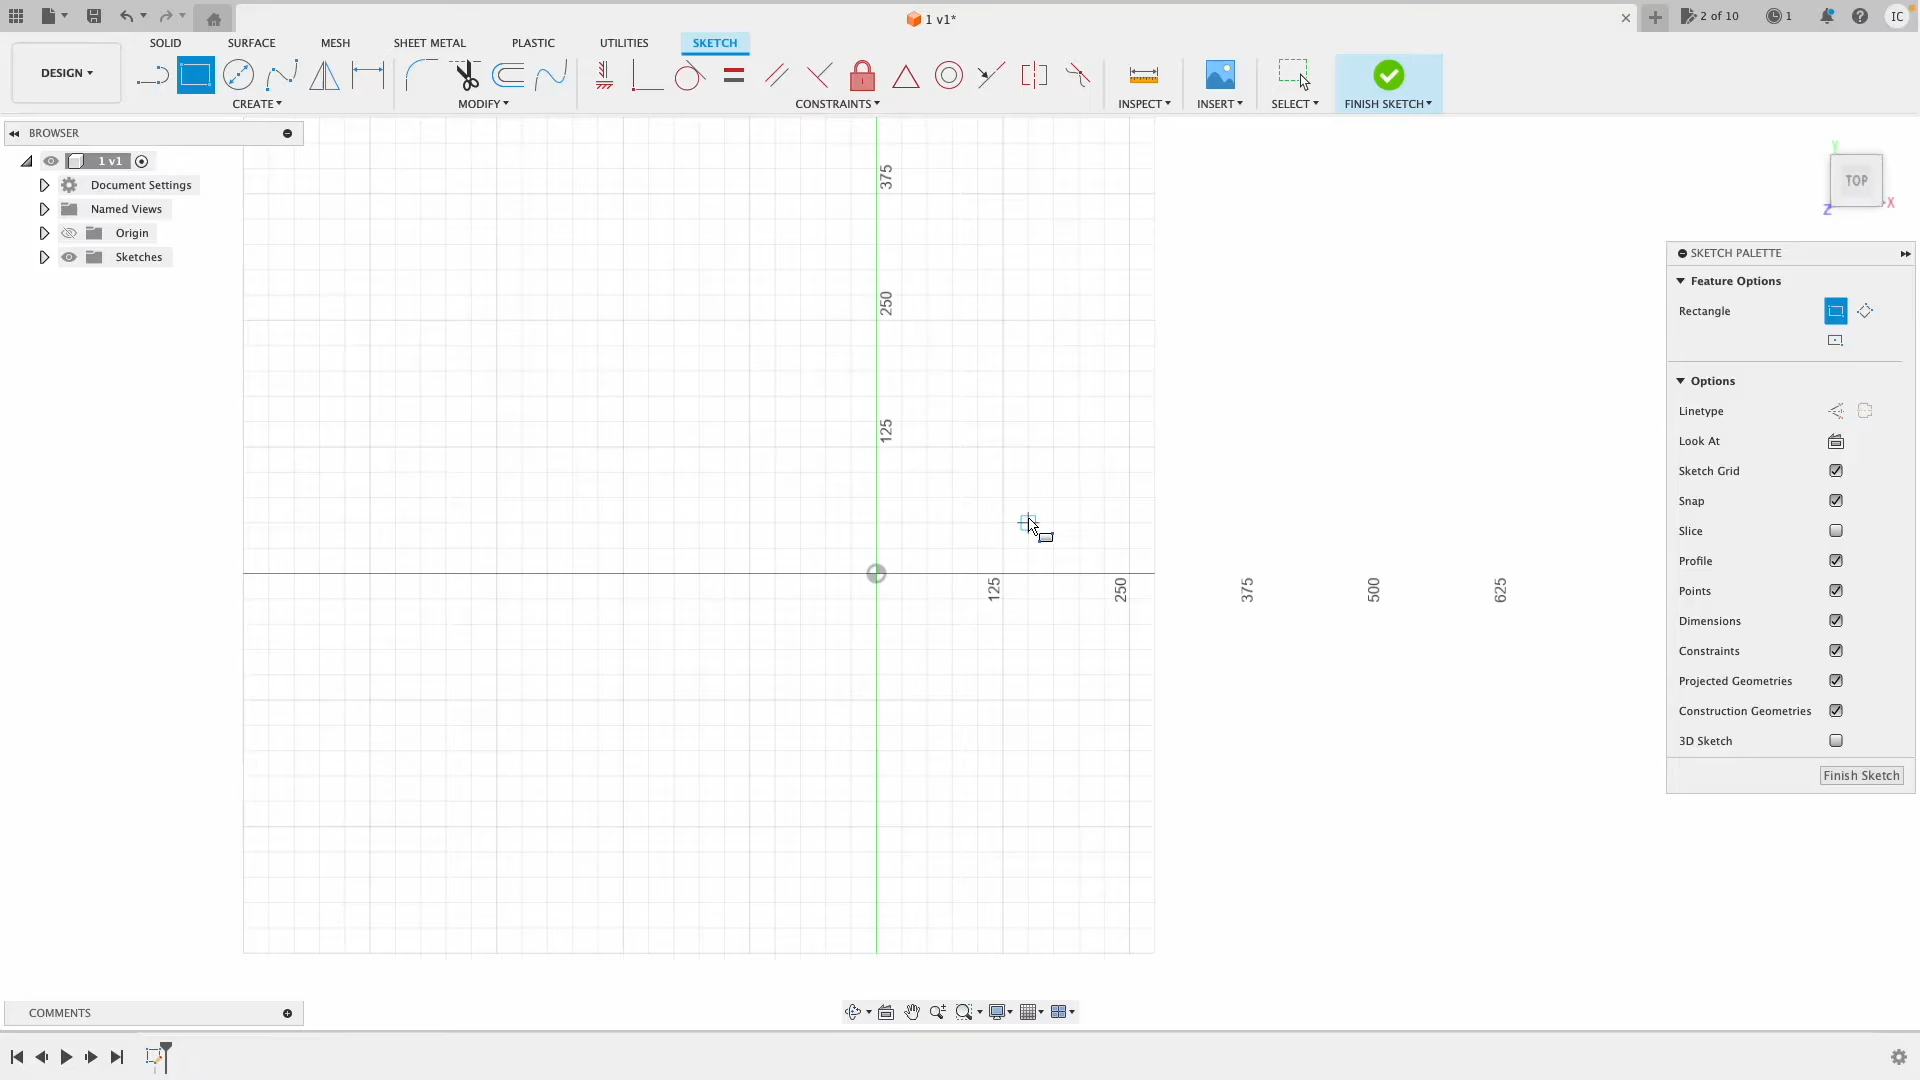 1 v1*
2 of 10
1
IC
DESIGN
SOLID
SURFACE
MESH
SHEET METAL
PLASTIC
UTILITIES
SKETCH
CREATE
MODIFY
CONSTRAINTS
INSPECT
INSERT
SELECT
FINISH SKETCH
BROWSER
1 v1
Document Settings
Named Views
Origin
Sketches
375
250
125
125
250
375
500
625
Y
TOP
X
Z
SKETCH PALETTE
Feature Options
Rectangle
Options
Linetype
Look At
Sketch Grid
Snap
Slice
Profile
Points
Dimensions
Constraints
Projected Geometries
Construction Geometries
3D Sketch
Finish Sketch
COMMENTS